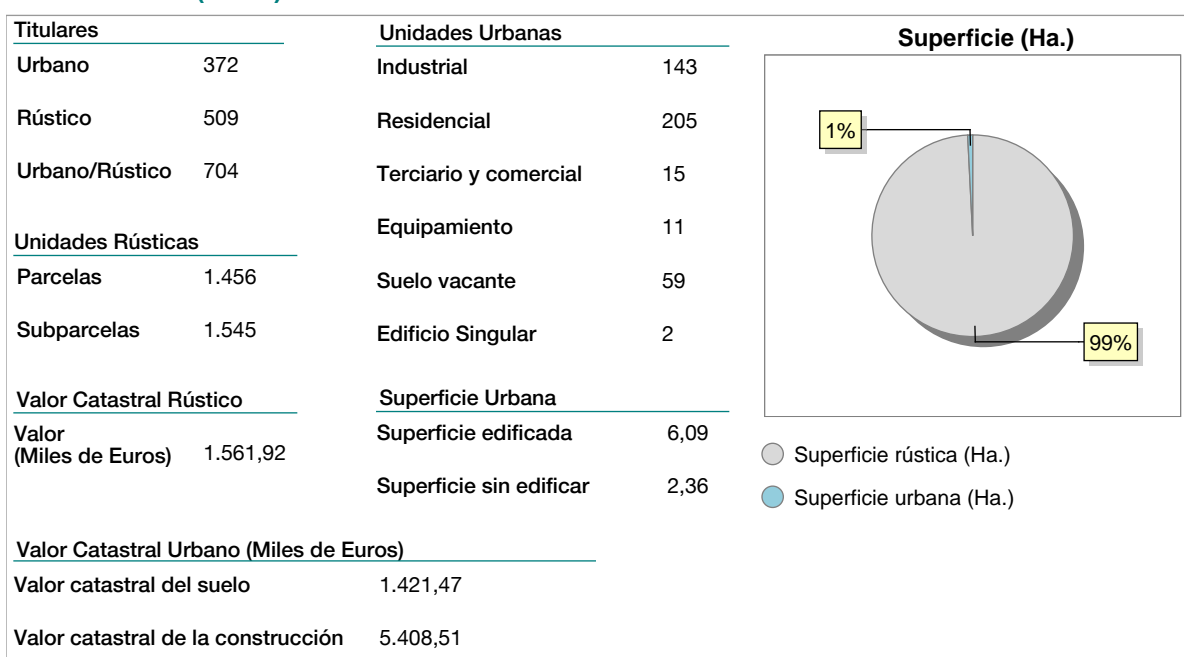 Titulares
Urbano 372
Rústico 509
Urbano/Rústico 704
Unidades Rústicas
Parcelas 1.456
Subparcelas 1.545
Valor Catastral Rústico
Valor
(Miles de Euros) 1.561,92
Unidades Urbanas
Industrial 143
Residencial 205
Terciario y comercial 15
Equipamiento 11
Suelo vacante 59
Edificio Singular 2
Superficie Urbana
Superficie edificada 6,09
Superficie sin edificar 2,36
Superficie (Ha.)
1%
99%
Superficie rústica (Ha.)
Superficie urbana (Ha.)
Valor Catastral Urbano (Miles de Euros)
Valor catastral del suelo 1.421,47
Valor catastral de la construcción 5.408,51